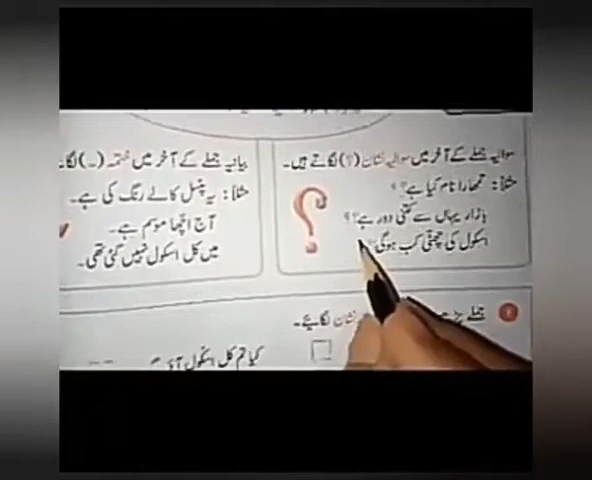 سوالیہ جملے کے آخر میں سوالیہ نشان (؟) لگاتے ہیں۔
مثلاً: تمھارا نام کیا ہے؟
بازار یہاں سے کتنی دور ہے؟
اسکول کی چھٹی کب ہوگی؟
بیانیہ جملے کے آخر میں ختمہ (۔) لگا
مثلاً: یہ پنسل کالے رنگ کی ہے۔
آج اچھا موسم ہے۔
میں کل اسکول نہیں گئی تھی۔
جملے نشان لگائیے۔
کیا تم کل اسکول